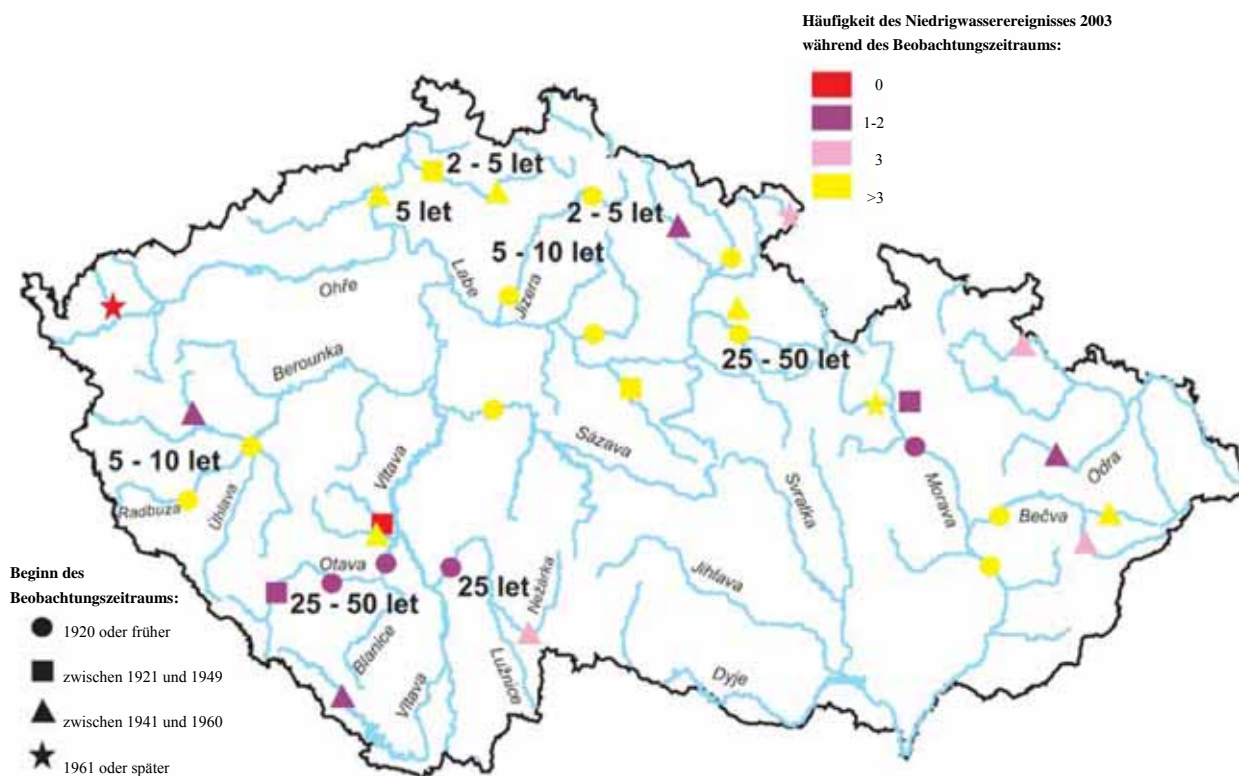 Häufigkeit des Niedrigwasserereignisses 2003
während des Beobachtungszeitraums:
0
1-2
3
>3
2 - 5 let
5 let
2 - 5 let
5 - 10 let
Labe
Jizera
Ohře
Berounka
25 - 50 let
Sázava
Vltava
5 - 10 let
Radbuza
Úhlava
Svratka
Morava
Odra
Bečva
Otava
25 - 50 let
25 let
Nežárka
Jihlava
Blanice
Vltava
Lužnice
Dyje
Beginn des
Beobachtungszeitraums:
1920 oder früher
zwischen 1921 und 1949
zwischen 1941 und 1960
1961 oder später